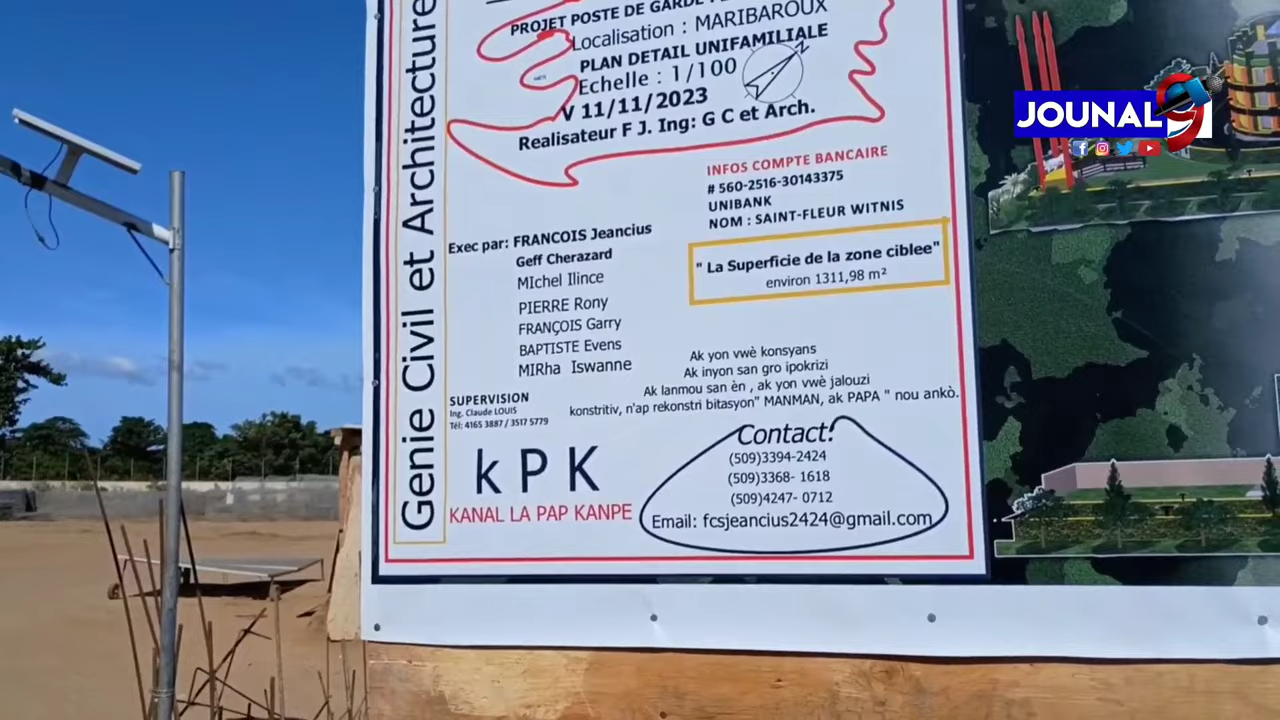 Genie Civil et Architecture
PROJET POSTE DE GARDE
Localisation : MARIBAROUX
PLAN DETAIL UNIFAMILIALE
Echelle : 1/100
V 11/11/2023
Realisateur F J. Ing: G C et Arch.
INFOS COMPTE BANCAIRE
# 560-2516-30143375
UNIBANK
NOM : SAINT-FLEUR WITNIS
Exec par: FRANCOIS Jeancius
Geff Cherazard
MIchel Ilince
PIERRE Rony
FRANÇOIS Garry
BAPTISTE Evens
MIRha Iswanne
" La Superficie de la zone ciblee"
environ 1311,98 m²
Ak yon vwè konsyans
Ak inyon san gro ipokrizi
Ak lanmou san èn , ak yon vwè jalouzi
konstritiv, n'ap rekonstri bitasyon" MANMAN, ak PAPA " nou ankò.
SUPERVISION
Ing. Claude LOUIS
Tél: 4165 3887 / 3517 5779
kPK
KANAL LA PAP KANPE
Contact!
(509)3394-2424
(509)3368- 1618
(509)4247- 0712
Email: fcsjeancius2424@gmail.com
JOUNAL 9